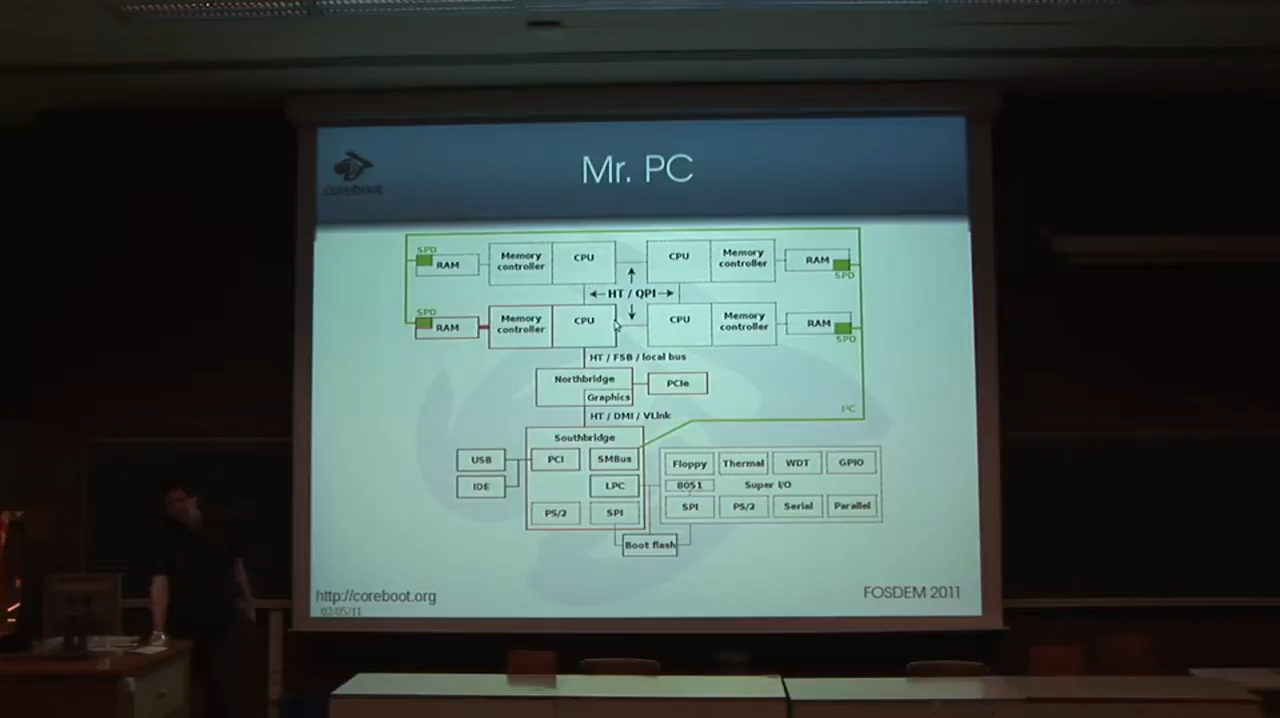 coreboot
Mr. PC
SPD
RAM
Memory controller
CPU
CPU
Memory controller
RAM
SPD
HT / QPI
SPD
RAM
Memory controller
CPU
CPU
Memory controller
RAM
SPD
HT / FSB / local bus
Northbridge
Graphics
PCIe
I²C
HT / DMI / VLink
Southbridge
USB
PCI
SMBus
IDE
LPC
PS/2
SPI
Floppy
Thermal
WDT
GPIO
8051
Super I/O
SPI
PS/2
Serial
Parallel
Boot flash
http://coreboot.org
FOSDEM 2011
02/05/11